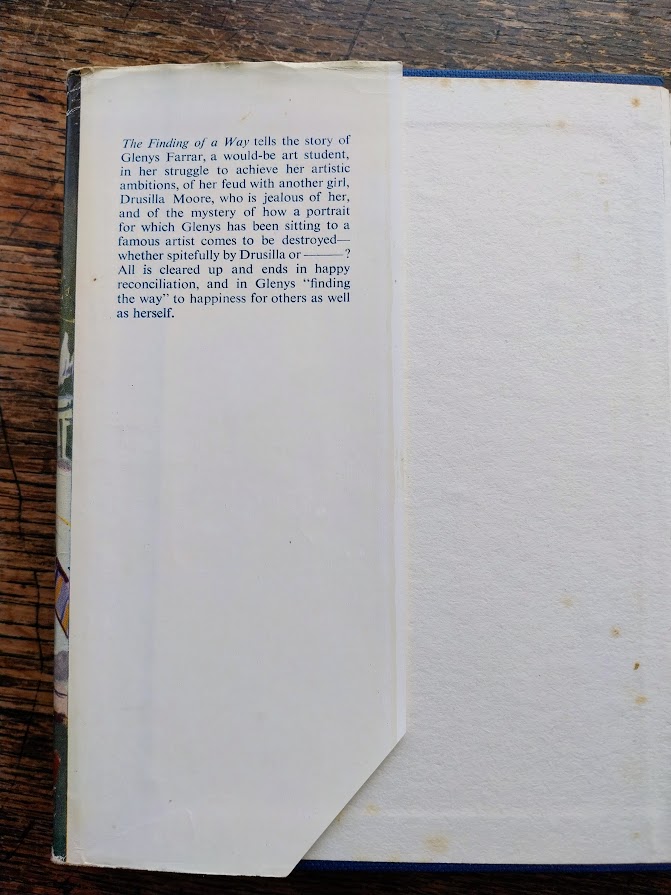 The Finding of a Way tells the story of
Glenys Farrar, a would-be art student,
in her struggle to achieve her artistic
ambitions, of her feud with another girl,
Drusilla Moore, who is jealous of her,
and of the mystery of how a portrait
for which Glenys has been sitting to a
famous artist comes to be destroyed—
whether spitefully by Drusilla or ———?
All is cleared up and ends in happy
reconciliation, and in Glenys “finding
the way” to happiness for others as well
as herself.